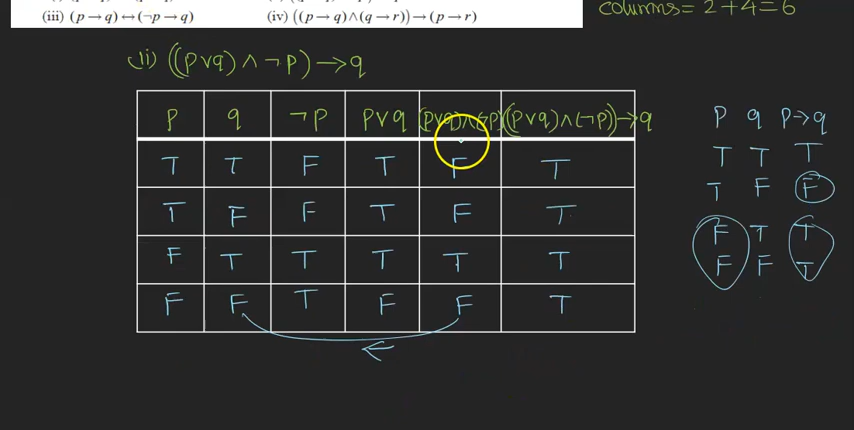 columns = 2+4=6
(iii) (p → q) ↔ (¬p → q)
(iv) ((p → q) ∧ (q → r)) → (p → r)
(ii) ((p∨q) ∧ ¬p) → q
p q ¬p p∨q (p∨q)∧(¬p) ((p∨q)∧(¬p))→q
T T F T F T
T F F T F T
F T T T T T
F F T F F T
p q p→q
T T T
T F F
F T T
F F T